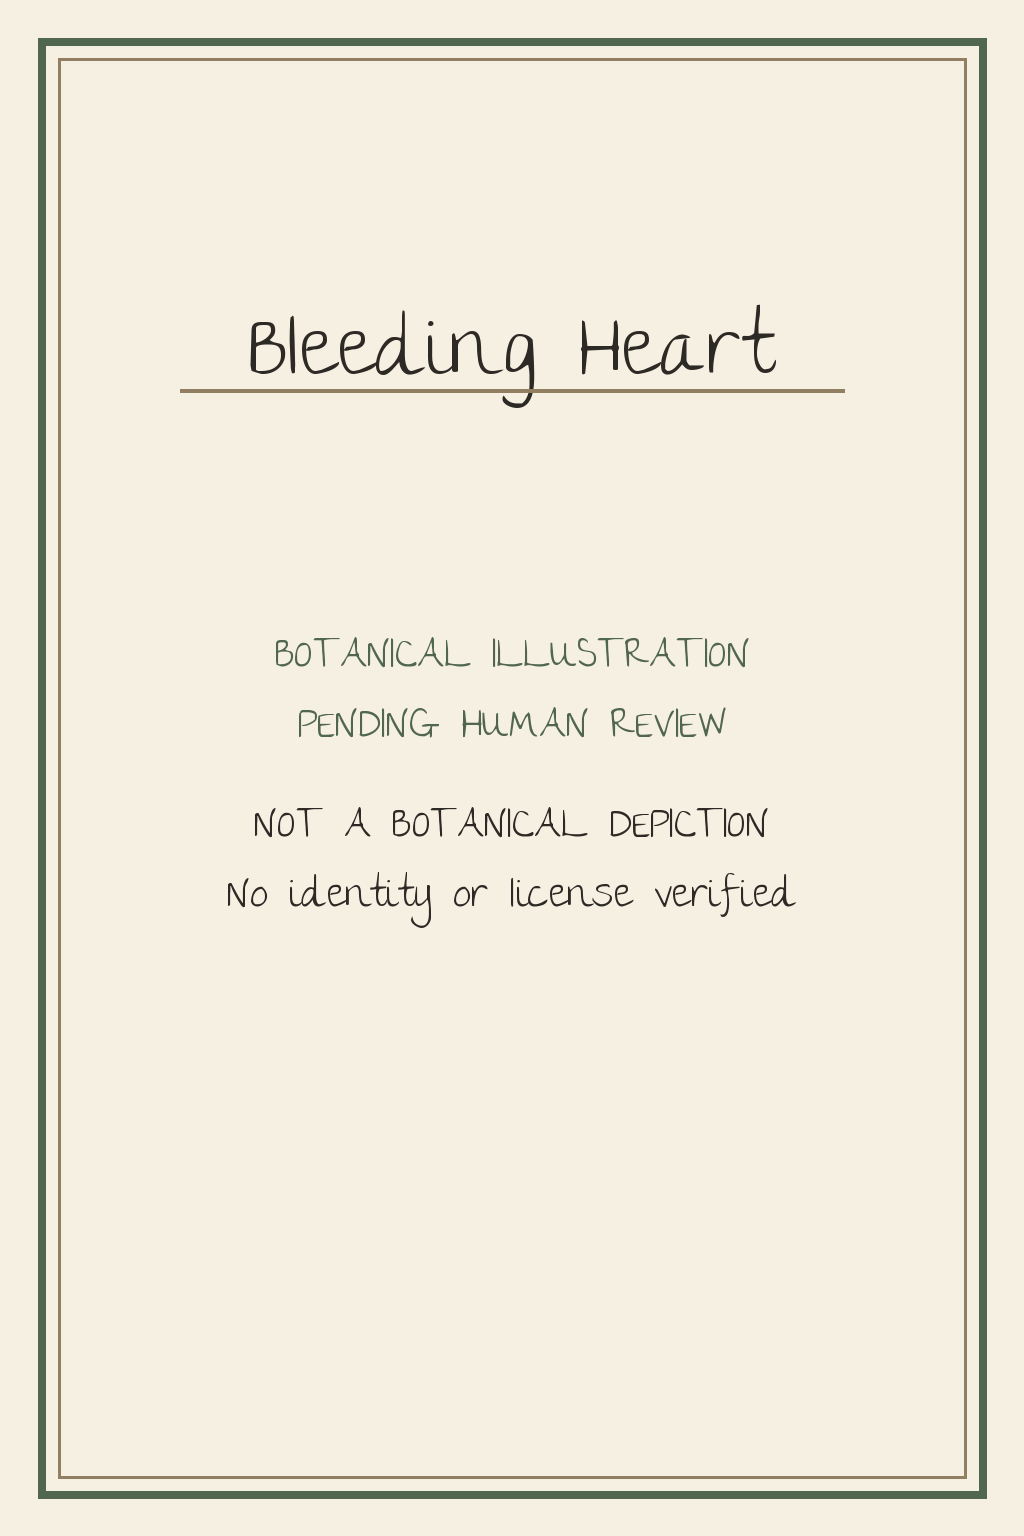 Bleeding Heart
BOTANICAL ILLUSTRATION
PENDING HUMAN REVIEW
NOT A BOTANICAL DEPICTION
No identity or license verified